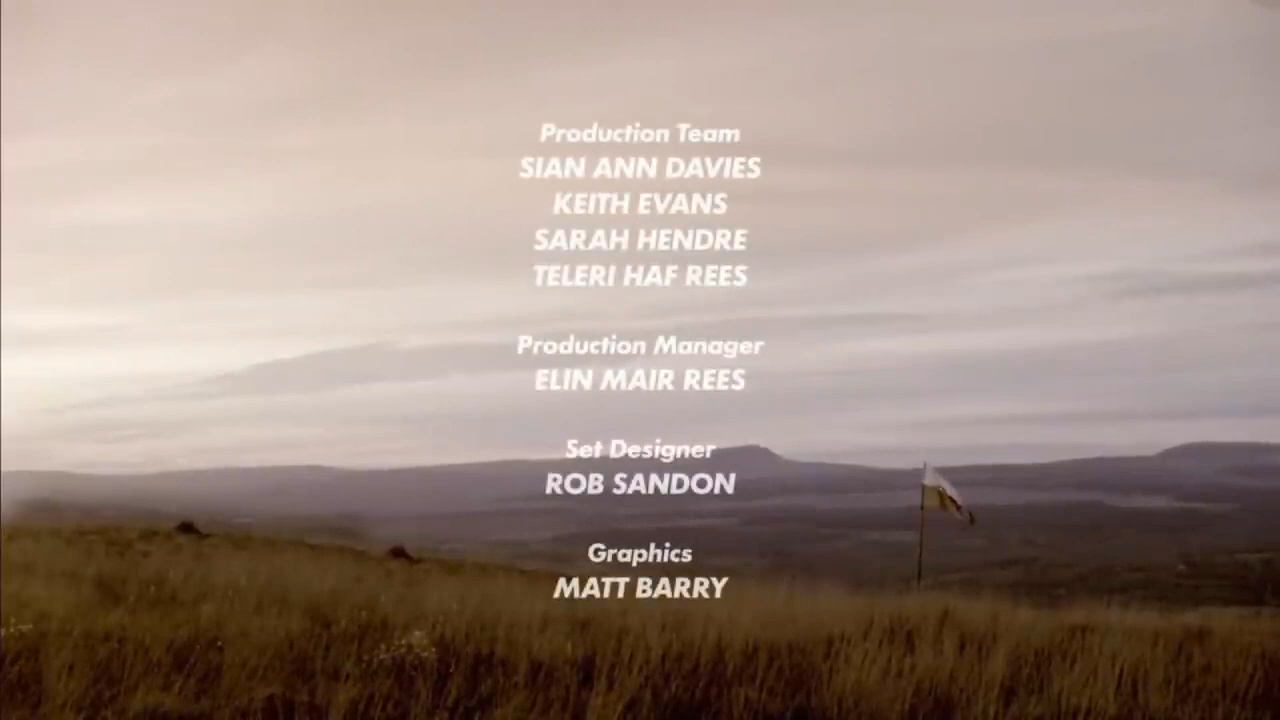 Production Team
SIAN ANN DAVIES
KEITH EVANS
SARAH HENDRE
TELERI HAF REES
Production Manager
ELIN MAIR REES
Set Designer
ROB SANDON
Graphics
MATT BARRY